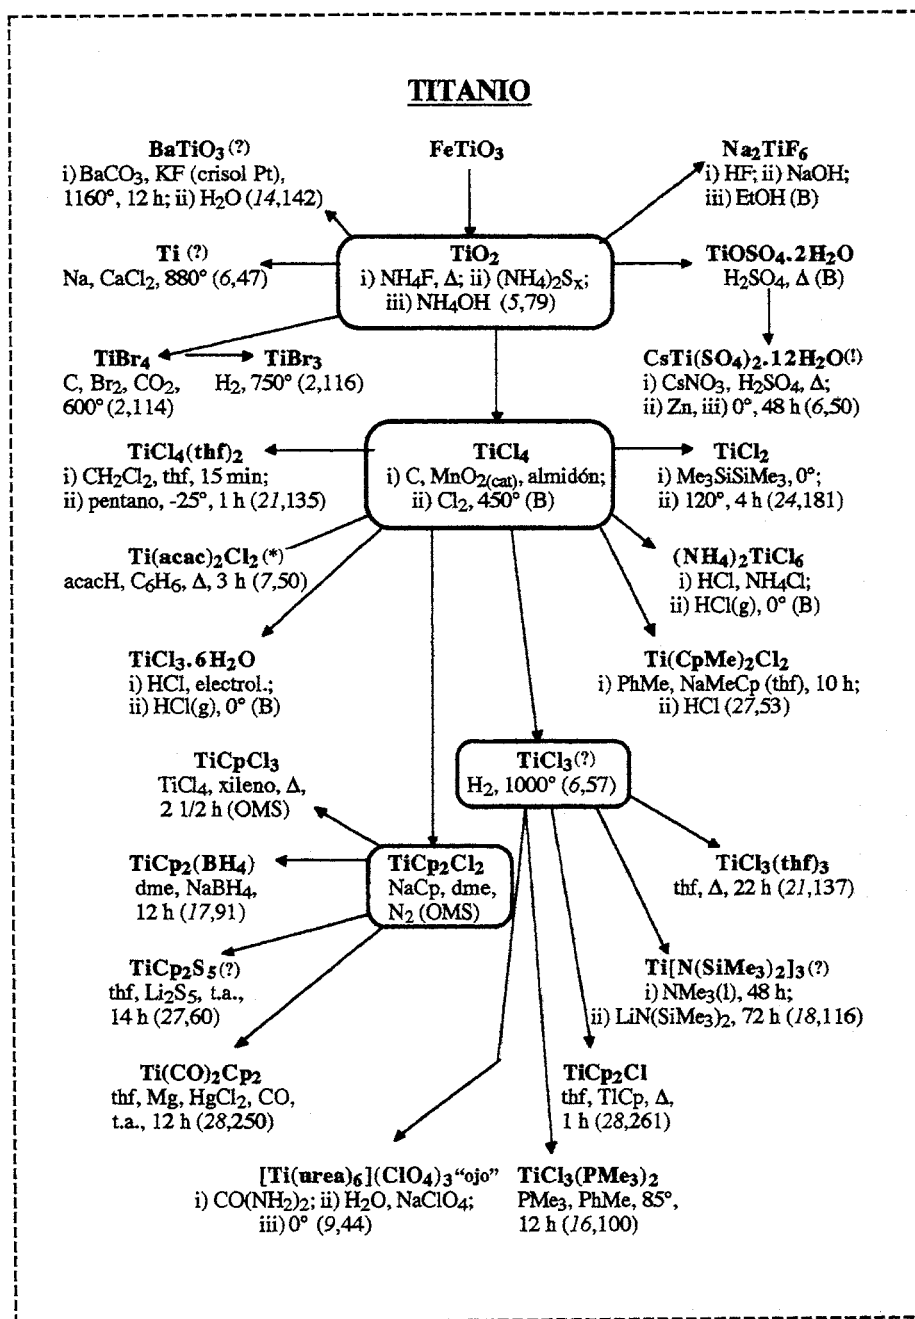 TITANIO
BaTiO3 (?)
i) BaCO3, KF (crisol Pt),
1160°, 12 h; ii) H2O (14,142)
FeTiO3
Na2TiF6
i) HF; ii) NaOH;
iii) EtOH (B)
Ti (?)
Na, CaCl2, 880° (6,47)
TiO2
i) NH4F, Δ; ii) (NH4)2Sx;
iii) NH4OH (5,79)
TiOSO4.2H2O
H2SO4, Δ (B)
TiBr4
C, Br2, CO2,
600° (2,114)
TiBr3
H2, 750° (2,116)
CsTi(SO4)2.12H2O(!)
i) CsNO3, H2SO4, Δ;
ii) Zn, iii) 0°, 48 h (6,50)
TiCl4(thf)2
i) CH2Cl2, thf, 15 min;
ii) pentano, -25°, 1 h (21,135)
TiCl4
i) C, MnO2(cat), almidón;
ii) Cl2, 450° (B)
TiCl2
i) Me3SiSiMe3, 0°;
ii) 120°, 4 h (24,181)
Ti(acac)2Cl2 (*)
acacH, C6H6, Δ, 3 h (7,50)
(NH4)2TiCl6
i) HCl, NH4Cl;
ii) HCl(g), 0° (B)
TiCl3.6H2O
i) HCl, electrol.;
ii) HCl(g), 0° (B)
Ti(CpMe)2Cl2
i) PhMe, NaMeCp (thf), 10 h;
ii) HCl (27,53)
TiCpCl3
TiCl4, xileno, Δ,
2 1/2 h (OMS)
TiCl3(?)
H2, 1000° (6,57)
TiCp2(BH4)
dme, NaBH4,
12 h (17,91)
TiCp2Cl2
NaCp, dme,
N2 (OMS)
TiCl3(thf)3
thf, Δ, 22 h (21,137)
TiCp2S5(?)
thf, Li2S5, t.a.,
14 h (27,60)
Ti[N(SiMe3)2]3(?)
i) NMe3(l), 48 h;
ii) LiN(SiMe3)2, 72 h (18,116)
Ti(CO)2Cp2
thf, Mg, HgCl2, CO,
t.a., 12 h (28,250)
TiCp2Cl
thf, TlCp, Δ,
1 h (28,261)
[Ti(urea)6](ClO4)3 "ojo"
i) CO(NH2)2; ii) H2O, NaClO4;
iii) 0° (9,44)
TiCl3(PMe3)2
PMe3, PhMe, 85°,
12 h (16,100)